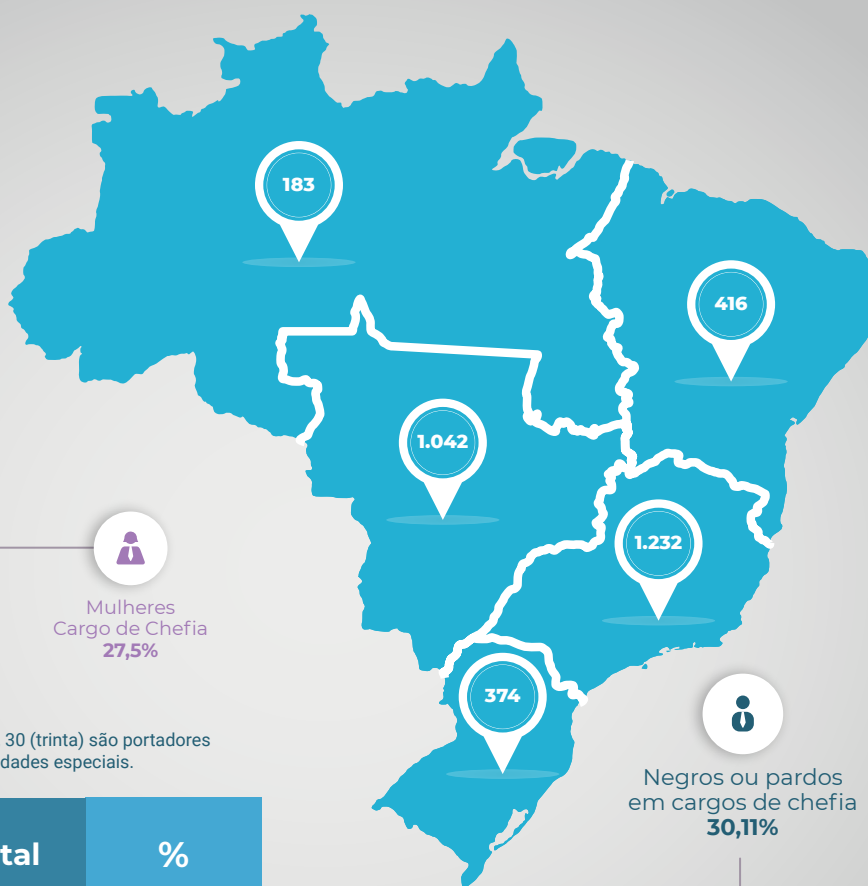 183
416
1.042
1.232
Mulheres
Cargo de Chefia
27,5%
374
30 (trinta) são portadores
dades especiais.
Negros ou pardos
em cargos de chefia
30,11%
tal
%